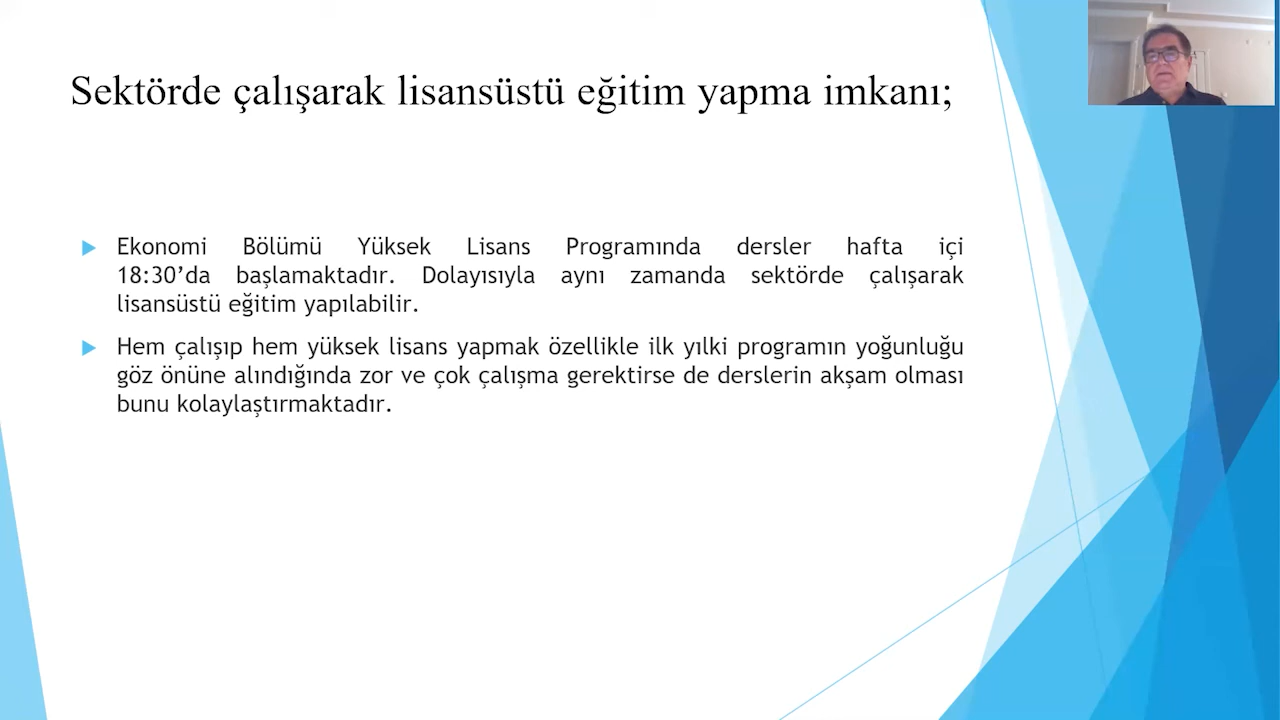 Sektörde çalışarak lisansüstü eğitim yapma imkanı;
Ekonomi Bölümü Yüksek Lisans Programında dersler hafta içi
18:30’da başlamaktadır. Dolayısıyla aynı zamanda sektörde çalışarak
lisansüstü eğitim yapılabilir.
Hem çalışıp hem yüksek lisans yapmak özellikle ilk yılki programın yoğunluğu
göz önüne alındığında zor ve çok çalışma gerektirse de derslerin akşam olması
bunu kolaylaştırmaktadır.